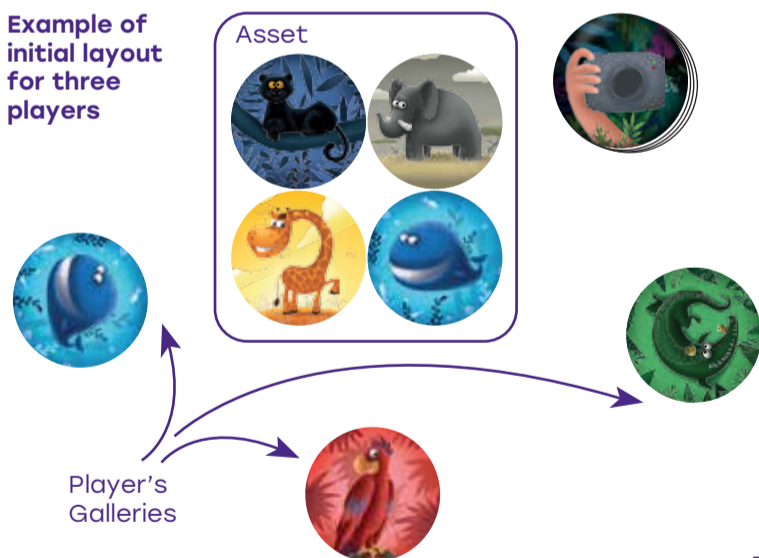 Example of
initial layout
for three
players
Asset
Player's
Galleries